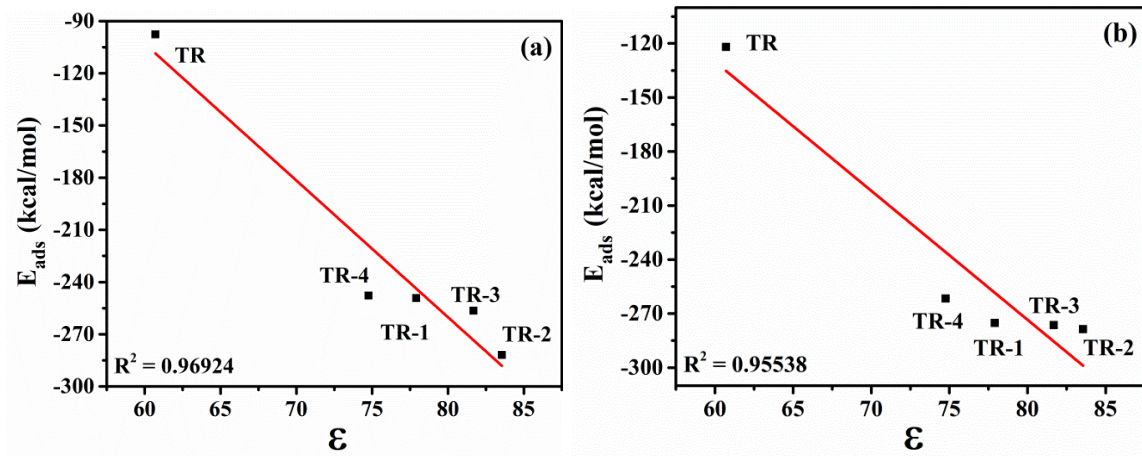 (a)
E_ads (kcal/mol)
-90
-120
-150
-180
-210
-240
-270
-300
TR
TR-4
TR-1
TR-3
TR-2
R² = 0.96924
60 65 70 75 80 85
ε
(b)
E_ads (kcal/mol)
-120
-150
-180
-210
-240
-270
-300
TR
TR-4
TR-1
TR-3
TR-2
R² = 0.95538
60 65 70 75 80 85
ε